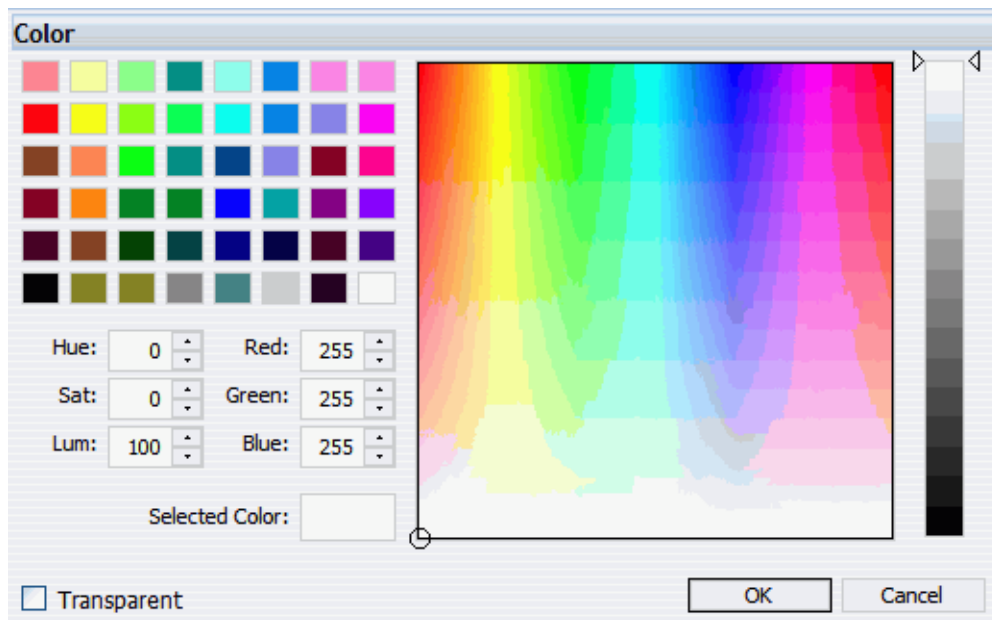 Color
Hue: 0 Red: 255
Sat: 0 Green: 255
Lum: 100 Blue: 255
Selected Color:
Transparent OK Cancel